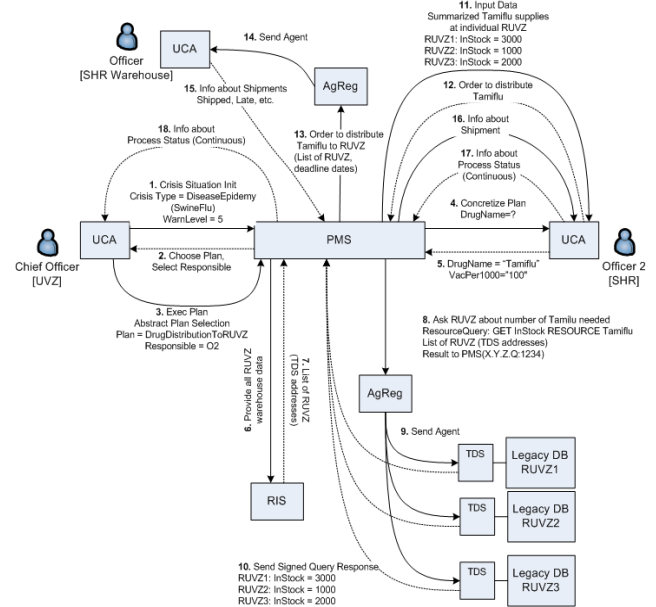 11. Input Data
Summarized Tamiflu supplies
at individual RUVZ
RUVZ1: InStock = 3000
RUVZ2: InStock = 1000
RUVZ3: InStock = 2000
14. Send Agent
UCA
Officer
[SHR Warehouse]
AgReg
15. Info about Shipments
Shipped, Late, etc.
12. Order to distribute
Tamiflu
13. Order to distribute
Tamiflu to RUVZ
(List of RUVZ,
deadline dates)
16. Info about
Shipment
18. Info about
Process Status (Continuous)
17. Info about
Process Status
(Continuous)
1. Crisis Situation Init
Crisis Type = DiseaseEpidemy
(SwineFlu)
WarnLevel = 5
4. Concretize Plan
DrugName=?
UCA
PMS
UCA
Chief Officer
[UVZ]
2. Choose Plan,
Select Responsible
5. DrugName = "Tamiflu"
VacPer1000="100"
Officer 2
[SHR]
3. Exec Plan
Abstract Plan Selection
Plan = DrugDistributionToRUVZ
Responsible = O2
8. Ask RUVZ about number of Tamilu needed
ResourceQuery: GET InStock RESOURCE Tamiflu
List of RUVZ (TDS addresses)
Result to PMS(X.Y.Z.Q:1234)
6. Provide all RUVZ
warehouse data
7. List of RUVZ
(TDS addresses)
AgReg
9. Send Agent
TDS
Legacy DB
RUVZ1
RIS
TDS
Legacy DB
RUVZ2
10. Send Signed Query Response
RUVZ1: InStock = 3000
RUVZ2: InStock = 1000
RUVZ3: InStock = 2000
TDS
Legacy DB
RUVZ3